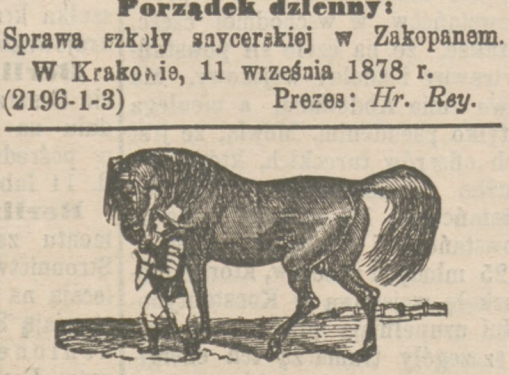 Porządek dzienny:
Sprawa szkoły snycerskiej w Zakopanem.
W Krakowie, 11 września 1878 r.
(2196-1-3) Prezes: Hr. Rey.